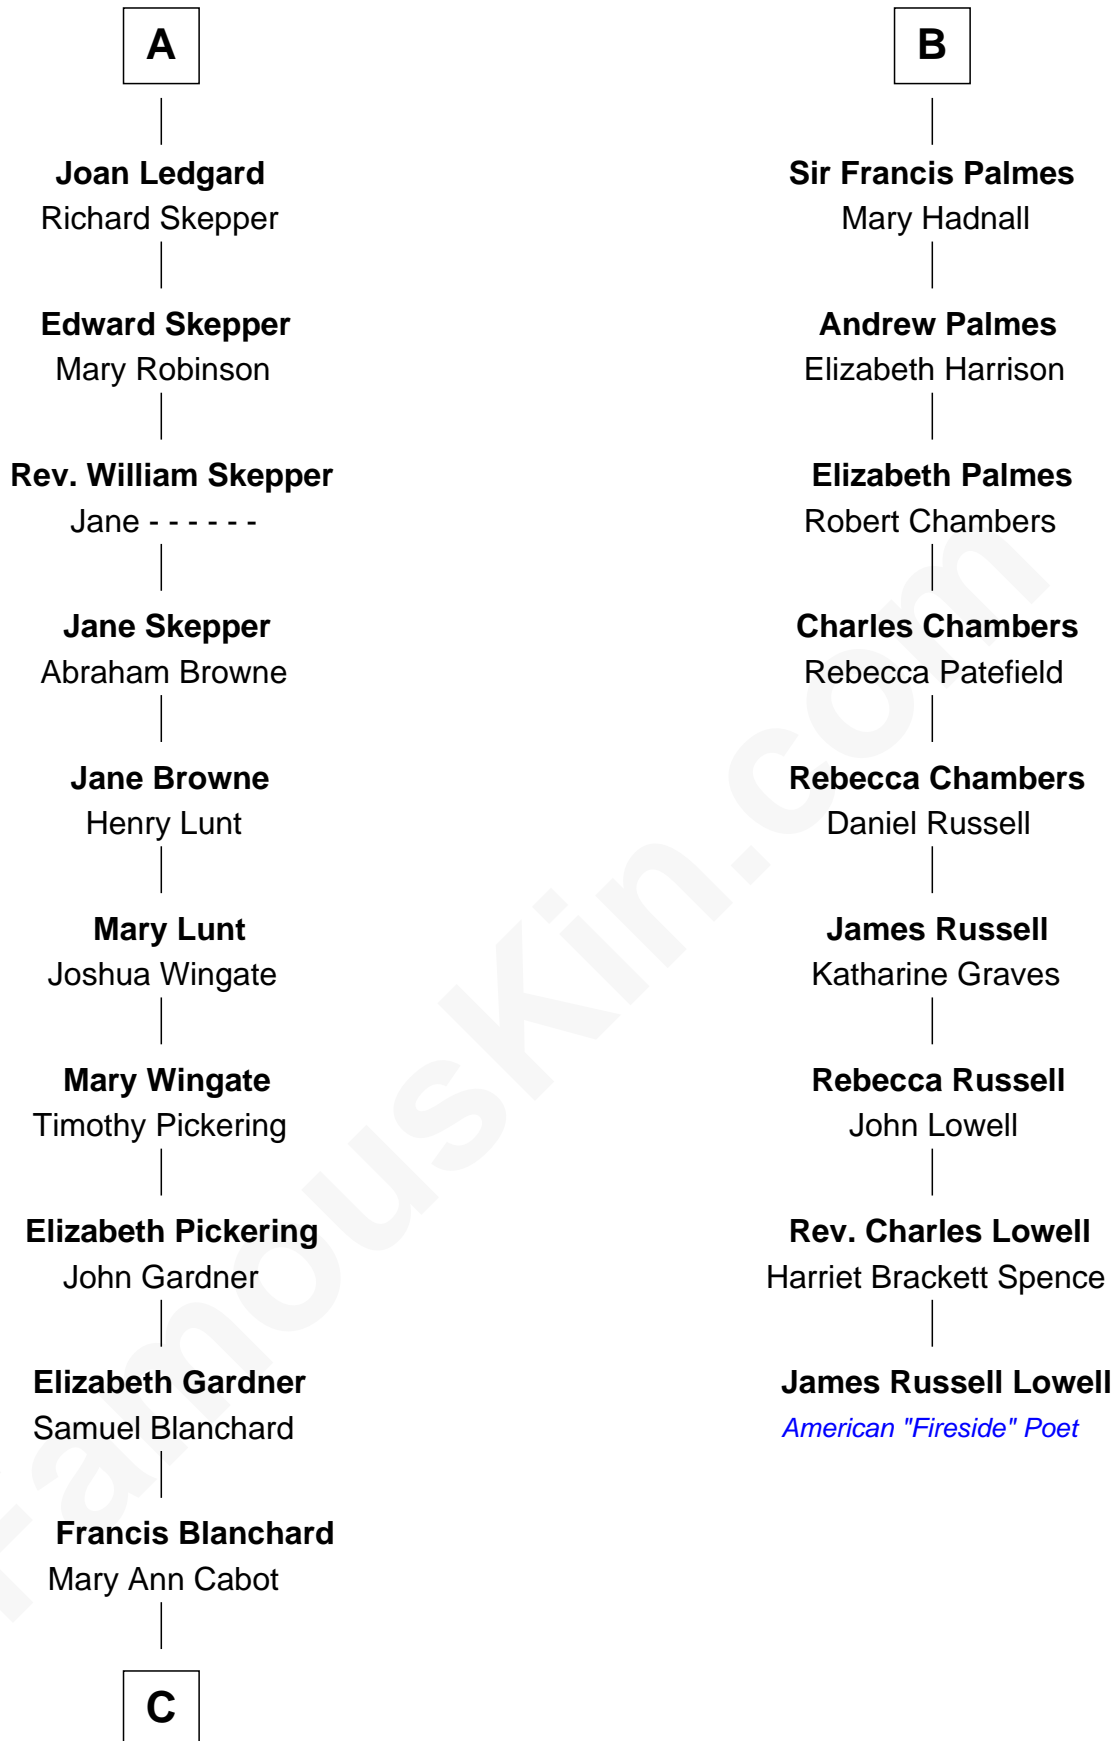 A
Joan Ledgard
Richard Skepper
Edward Skepper
Mary Robinson
Rev. William Skepper
Jane - - - - - -
Jane Skepper
Abraham Browne
Jane Browne
Henry Lunt
Mary Lunt
Joshua Wingate
Mary Wingate
Timothy Pickering
Elizabeth Pickering
John Gardner
Elizabeth Gardner
Samuel Blanchard
Francis Blanchard
Mary Ann Cabot
C
B
Sir Francis Palmes
Mary Hadnall
Andrew Palmes
Elizabeth Harrison
Elizabeth Palmes
Robert Chambers
Charles Chambers
Rebecca Patefield
Rebecca Chambers
Daniel Russell
James Russell
Katharine Graves
Rebecca Russell
John Lowell
Rev. Charles Lowell
Harriet Brackett Spence
James Russell Lowell
American "Fireside" Poet
FamousKin.com